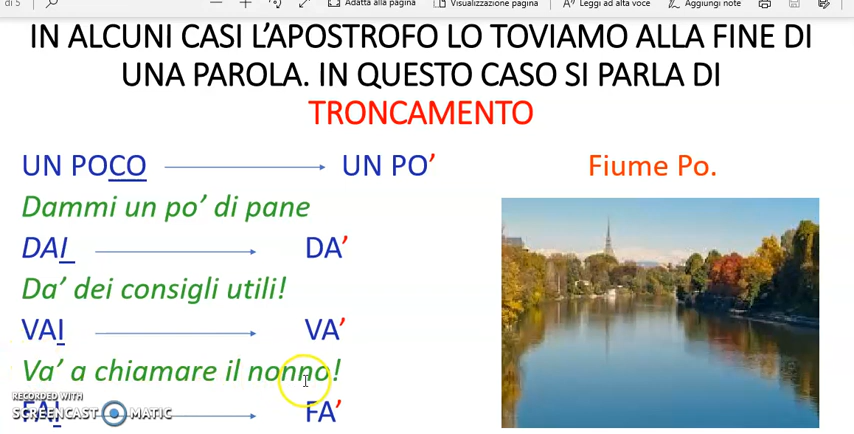 di 5
Adatta alla pagina
Visualizzazione pagina
Leggi ad alta voce
Aggiungi note
IN ALCUNI CASI L'APOSTROFO LO TOVIAMO ALLA FINE DI
UNA PAROLA. IN QUESTO CASO SI PARLA DI
TRONCAMENTO
UN POCO UN PO' Fiume Po.
Dammi un po' di pane
DAI DA'
Da' dei consigli utili!
VAI VA'
Va' a chiamare il nonno!
RECORDED WITH
SCREENCAST MATIC
FAI FA'